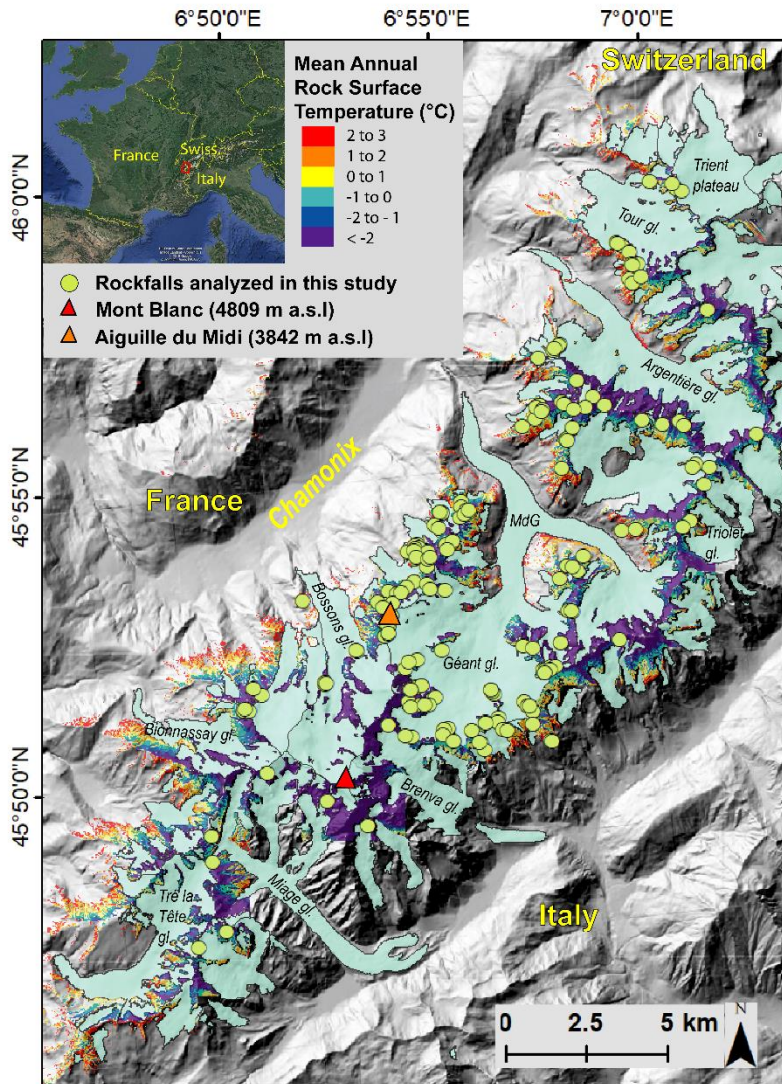 6°50'0"E 6°55'0"E 7°0'0"E
Switzerland
Mean Annual
Rock Surface
Temperature (°C)
2 to 3
1 to 2
0 to 1
-1 to 0
-2 to - 1
< -2
France
Swiss.
Italy
Rockfalls analyzed in this study
Mont Blanc (4809 m a.s.l)
Aiguille du Midi (3842 m a.s.l)
46°0'0"N
45°55'0"N
45°50'0"N
Trient
plateau
Tour gl.
Argentière gl.
France
Chamonix
MdG
Triolet
gl.
Bossons gl.
Géant gl.
Bionnassay gl.
Brenva gl.
Miage gl.
Tré la
Tête
gl.
Italy
N
0 2.5 5 km